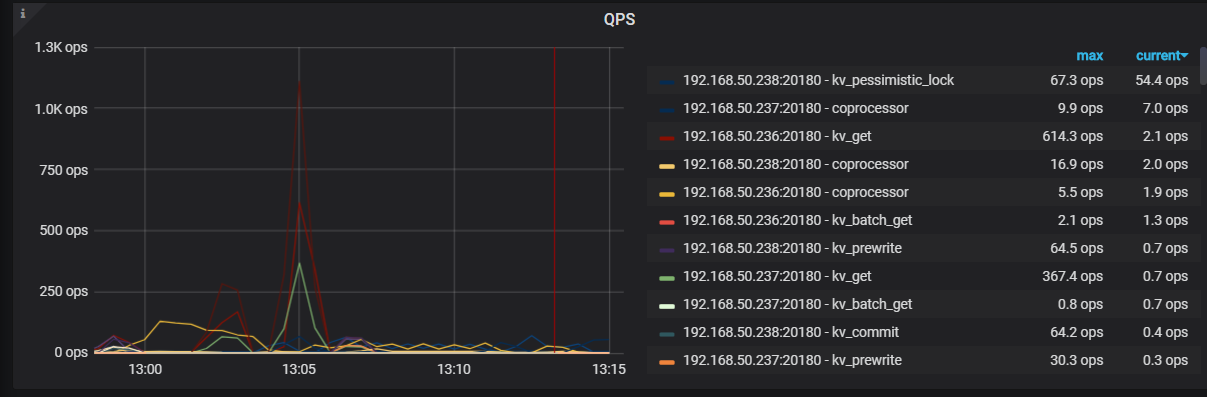 i
QPS
1.3K ops
1.0K ops
750 ops
500 ops
250 ops
0 ops
13:00 13:05 13:10 13:15
max current
192.168.50.238:20180 - kv_pessimistic_lock 67.3 ops 54.4 ops
192.168.50.237:20180 - coprocessor 9.9 ops 7.0 ops
192.168.50.236:20180 - kv_get 614.3 ops 2.1 ops
192.168.50.238:20180 - coprocessor 16.9 ops 2.0 ops
192.168.50.236:20180 - coprocessor 5.5 ops 1.9 ops
192.168.50.236:20180 - kv_batch_get 2.1 ops 1.3 ops
192.168.50.238:20180 - kv_prewrite 64.5 ops 0.7 ops
192.168.50.237:20180 - kv_get 367.4 ops 0.7 ops
192.168.50.237:20180 - kv_batch_get 0.8 ops 0.7 ops
192.168.50.238:20180 - kv_commit 64.2 ops 0.4 ops
192.168.50.237:20180 - kv_prewrite 30.3 ops 0.3 ops